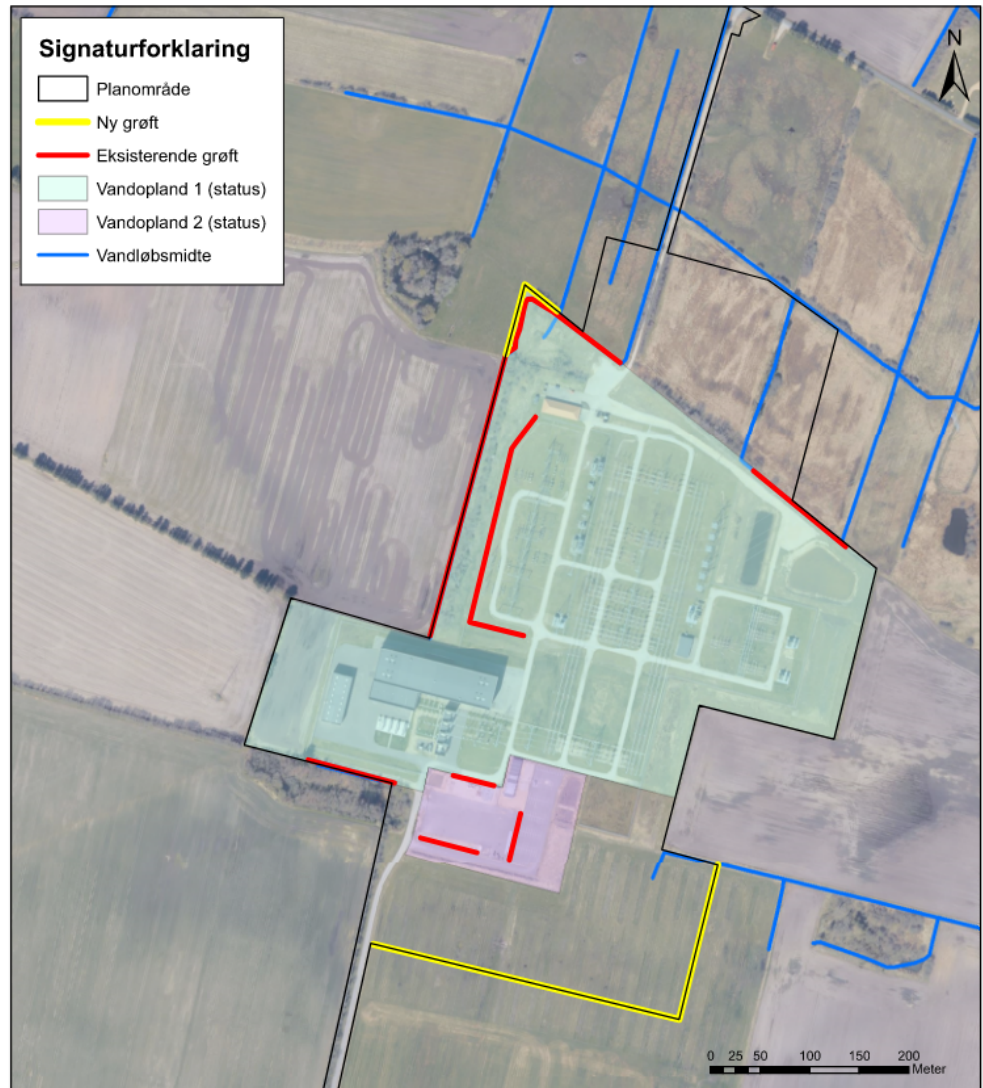 Signaturforklaring
Planområde
Ny grøft
Eksisterende grøft
Vandopland 1 (status)
Vandopland 2 (status)
Vandløbsmidte
N
0 25 50 100 150 200
Meter